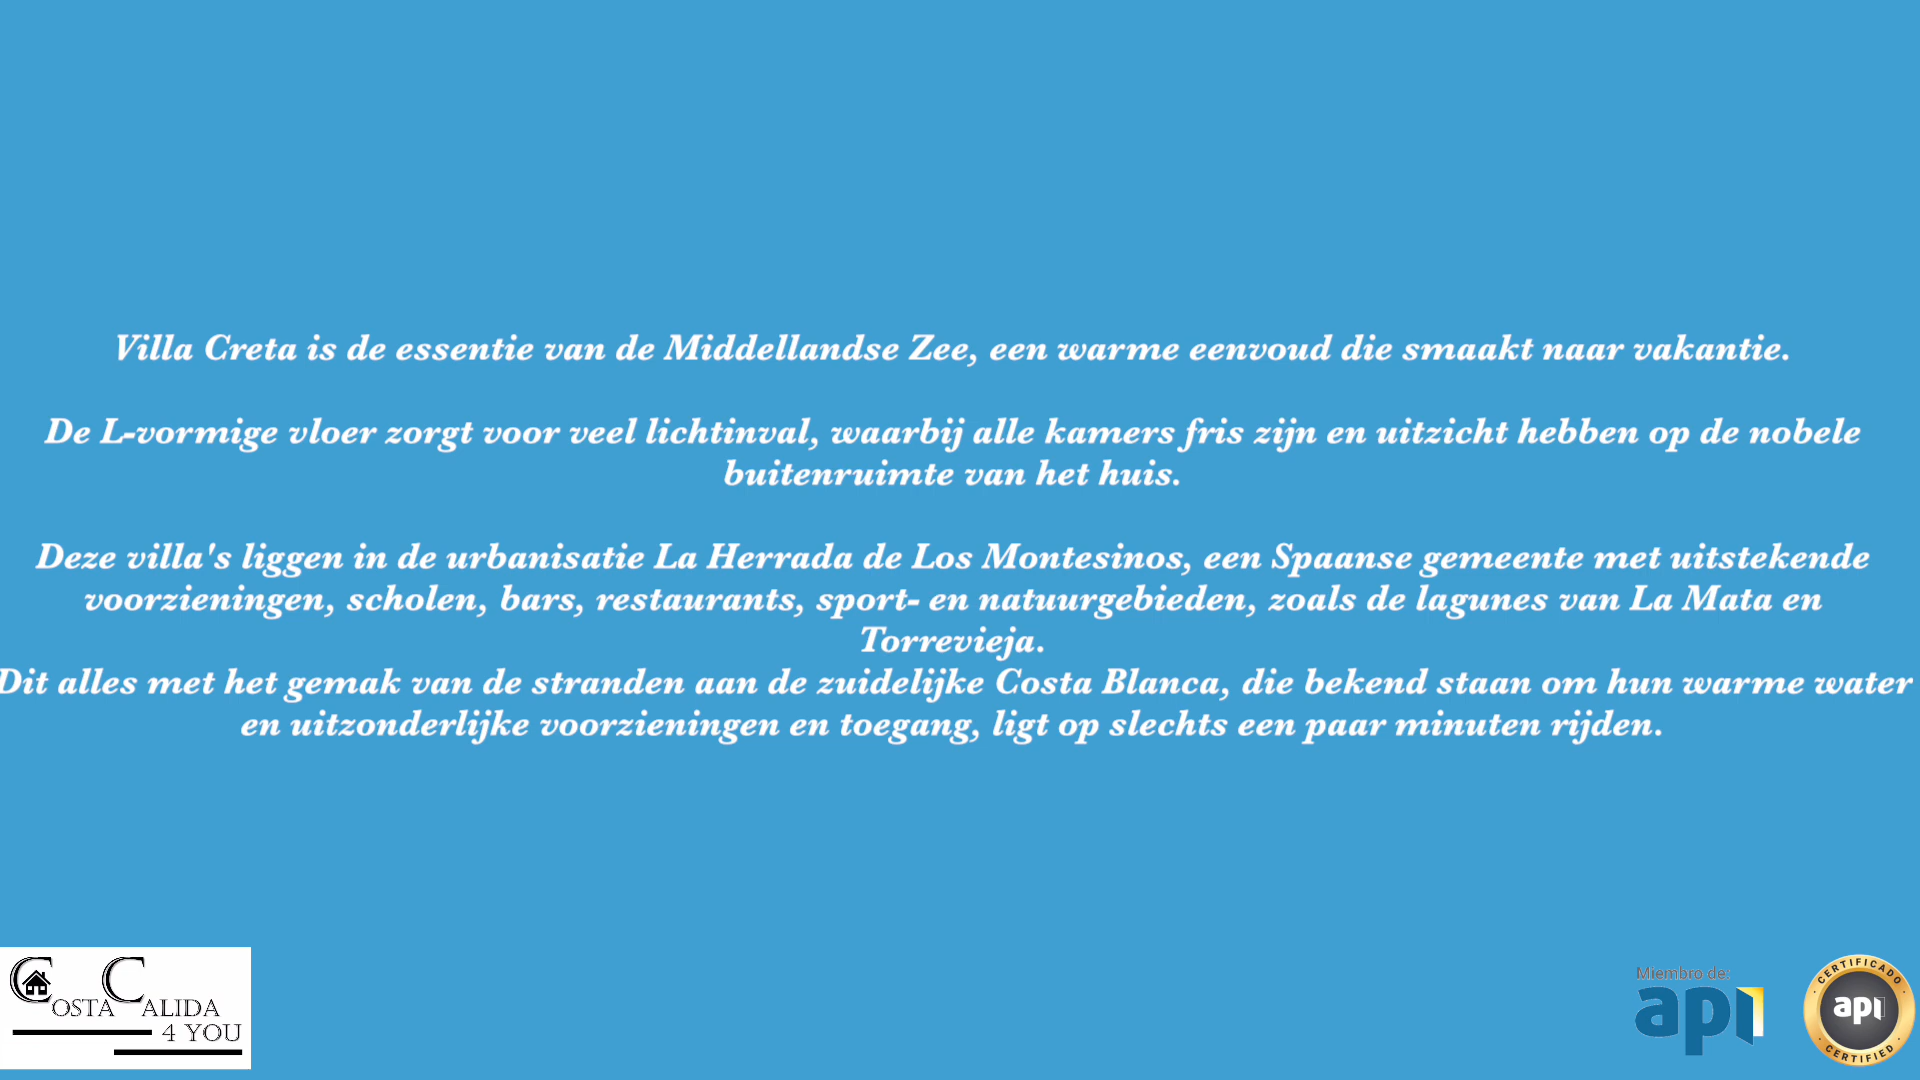 Villa Creta is de essentie van de Middellandse Zee, een warme eenvoud die smaakt naar vakantie.
De L-vormige vloer zorgt voor veel lichtinval, waarbij alle kamers fris zijn en uitzicht hebben op de nobele
buitenruimte van het huis.
Deze villa's liggen in de urbanisatie La Herrada de Los Montesinos, een Spaanse gemeente met uitstekende
voorzieningen, scholen, bars, restaurants, sport- en natuurgebieden, zoals de lagunes van La Mata en
Torrevieja.
Dit alles met het gemak van de stranden aan de zuidelijke Costa Blanca, die bekend staan om hun warme water
en uitzonderlijke voorzieningen en toegang, ligt op slechts een paar minuten rijden.
COSTA CALIDA
4 YOU
Miembro de:
api
CERTIFICADO
api
CERTIFIED